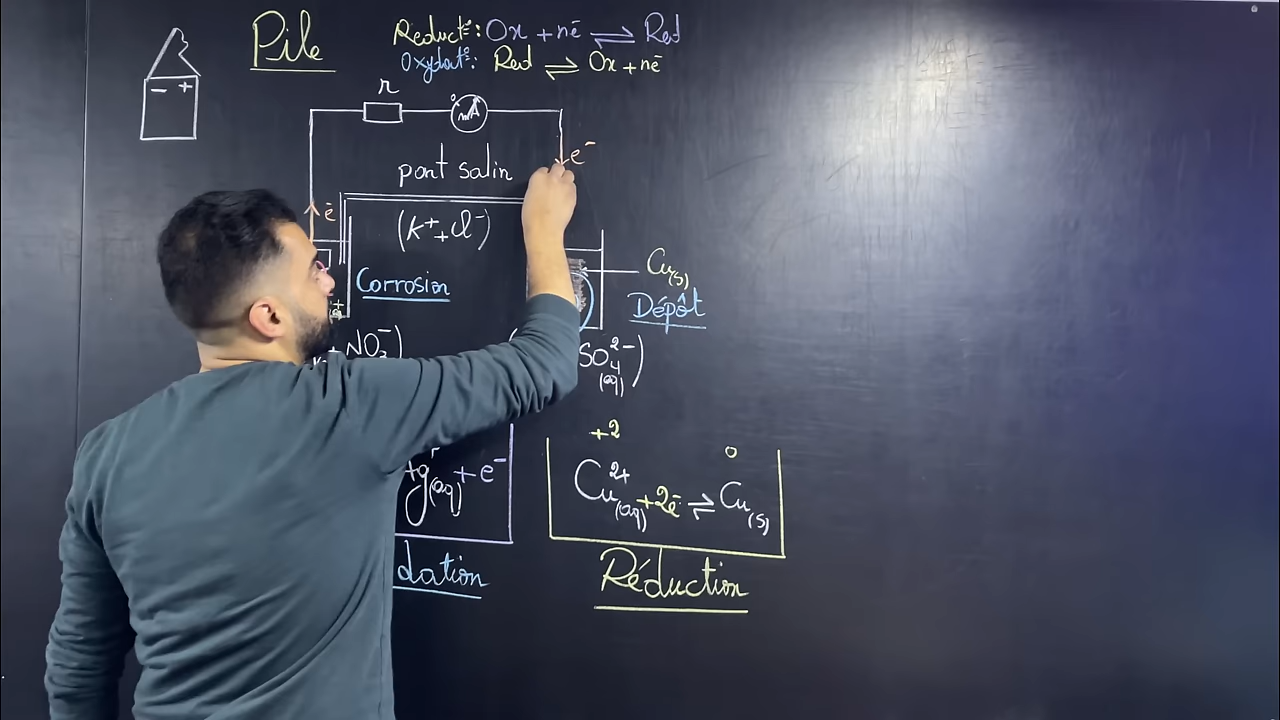 Pile
Réduct°: Ox + nē ⇌ Red
Oxydat°: Red ⇌ Ox + nē
- +
r
mA
e⁻
pont salin
ē
(K⁺ + Cl⁻)
Cu(s)
Corrosion
Dépôt
NO₃⁻)
SO₄²⁻(aq))
+2
0
g(aq) + e⁻
Cu²⁺(aq) + 2ē ⇌ Cu(s)
dation
Réduction